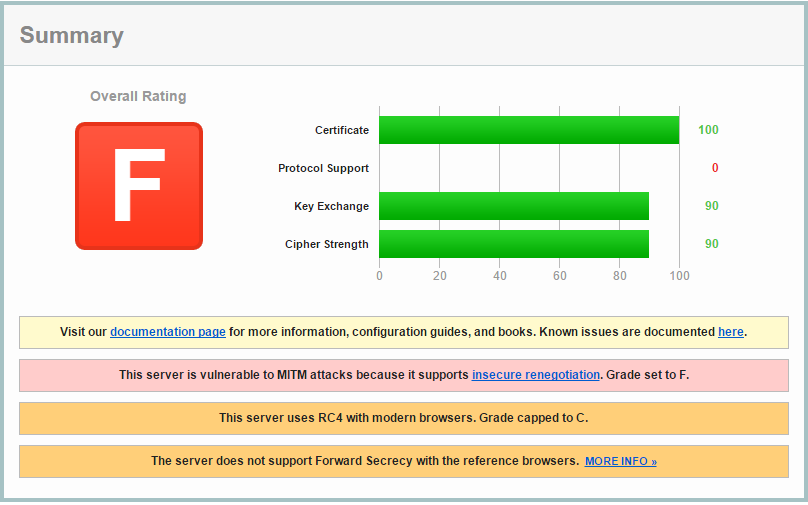 Summary
Overall Rating
F
Certificate 100
Protocol Support 0
Key Exchange 90
Cipher Strength 90
0 20 40 60 80 100
Visit our documentation page for more information, configuration guides, and books. Known issues are documented here.
This server is vulnerable to MITM attacks because it supports insecure renegotiation. Grade set to F.
This server uses RC4 with modern browsers. Grade capped to C.
The server does not support Forward Secrecy with the reference browsers. MORE INFO »